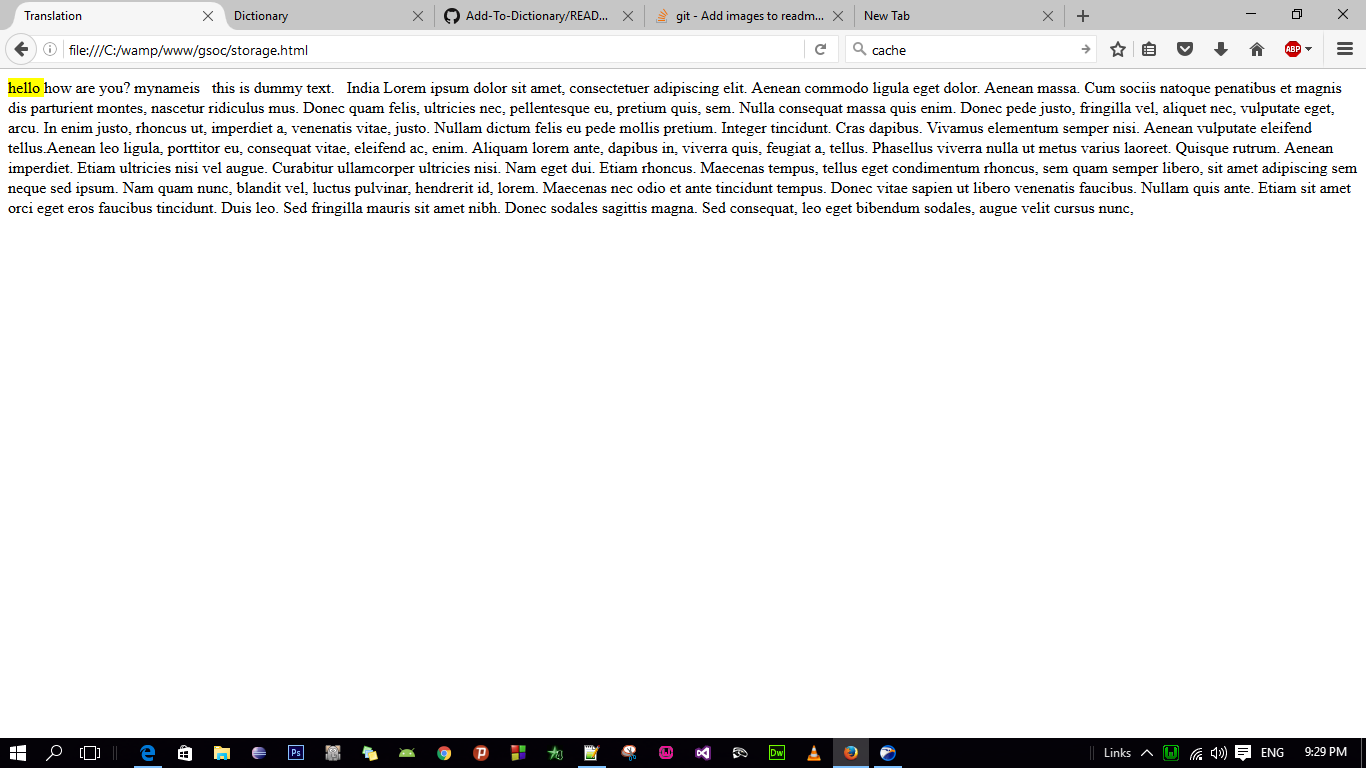 Translation
Dictionary
Add-To-Dictionary/READ...
git - Add images to readm...
New Tab
file:///C:/wamp/www/gsoc/storage.html
cache
ABP
hello how are you? mynameis   this is dummy text.   India Lorem ipsum dolor sit amet, consectetuer adipiscing elit. Aenean commodo ligula eget dolor. Aenean massa. Cum sociis natoque penatibus et magnis
dis parturient montes, nascetur ridiculus mus. Donec quam felis, ultricies nec, pellentesque eu, pretium quis, sem. Nulla consequat massa quis enim. Donec pede justo, fringilla vel, aliquet nec, vulputate eget,
arcu. In enim justo, rhoncus ut, imperdiet a, venenatis vitae, justo. Nullam dictum felis eu pede mollis pretium. Integer tincidunt. Cras dapibus. Vivamus elementum semper nisi. Aenean vulputate eleifend
tellus.Aenean leo ligula, porttitor eu, consequat vitae, eleifend ac, enim. Aliquam lorem ante, dapibus in, viverra quis, feugiat a, tellus. Phasellus viverra nulla ut metus varius laoreet. Quisque rutrum. Aenean
imperdiet. Etiam ultricies nisi vel augue. Curabitur ullamcorper ultricies nisi. Nam eget dui. Etiam rhoncus. Maecenas tempus, tellus eget condimentum rhoncus, sem quam semper libero, sit amet adipiscing sem
neque sed ipsum. Nam quam nunc, blandit vel, luctus pulvinar, hendrerit id, lorem. Maecenas nec odio et ante tincidunt tempus. Donec vitae sapien ut libero venenatis faucibus. Nullam quis ante. Etiam sit amet
orci eget eros faucibus tincidunt. Duis leo. Sed fringilla mauris sit amet nibh. Donec sodales sagittis magna. Sed consequat, leo eget bibendum sodales, augue velit cursus nunc,
Ps
Dw
Links
ENG
9:29 PM